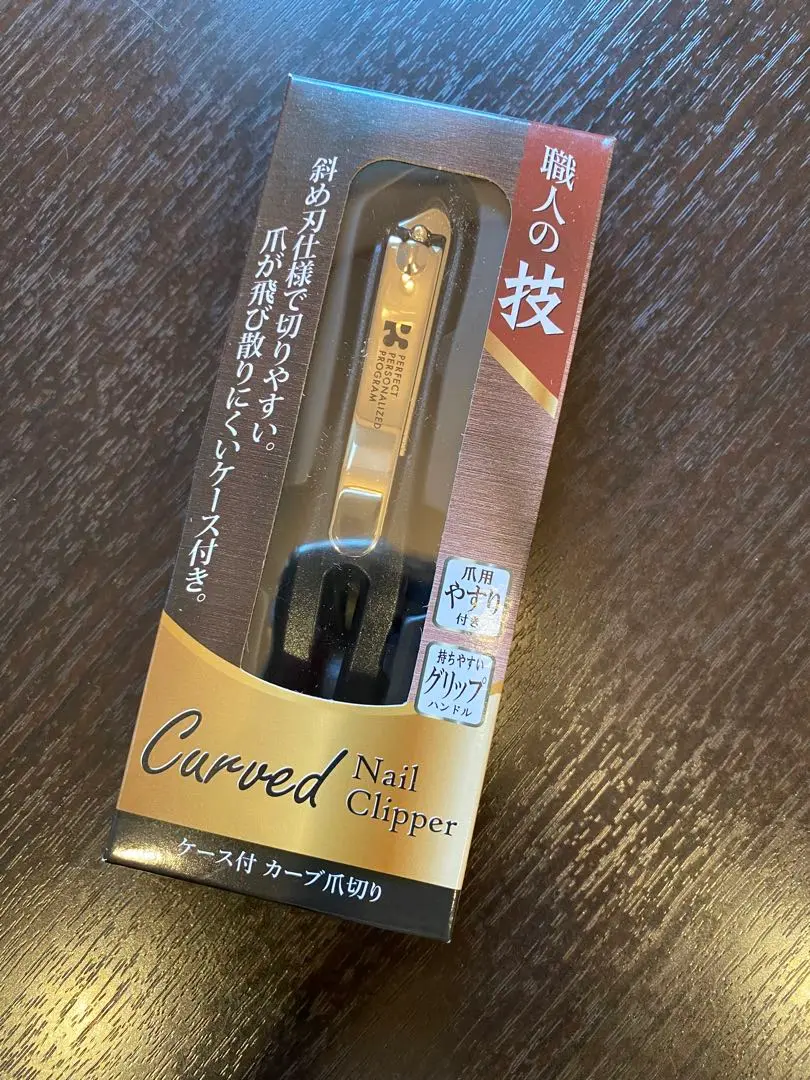 職人の技
斜め刃仕様で切りやすい。
爪が飛び散りにくいケース付き。
PERFECT
PERSONALIZED
PROGRAM
爪用
やすり
付き
持ちやすい
グリップ
ハンドル
Curved Nail
Clipper
ケース付 カーブ爪切り